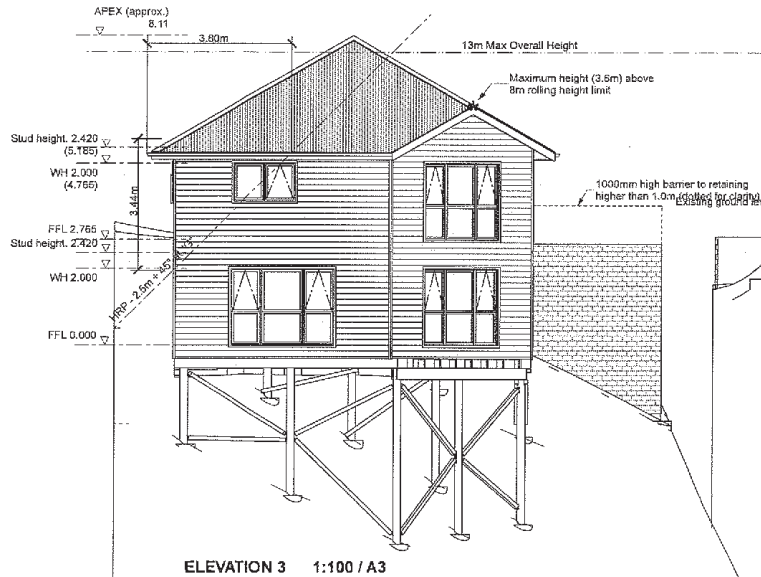 APEX (approx.)
8.11
3.60m
13m Max Overall Height
Maximum height (3.5m) above
8m rolling height limit
Stud height. 2.420
(5.185)
WH 2.000
(4.765)
3.44m
1000mm high barrier to retaining
higher than 1.0m (dotted for clarity)
Existing ground le
FFL 2.765
Stud height. 2.420
WH 2.000
HRP - 2.5m + 45°
FFL 0.000
ELEVATION 3 1:100 / A3